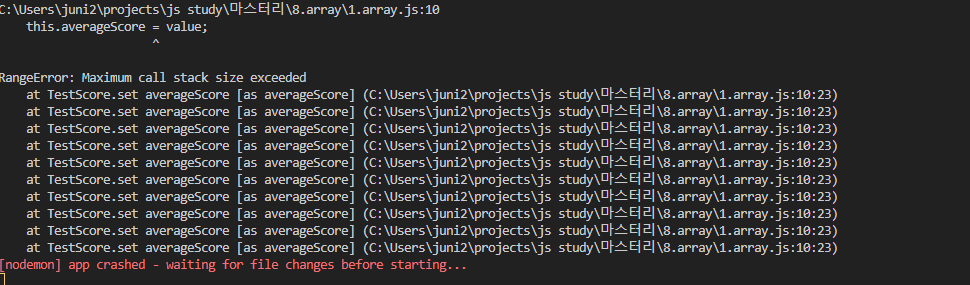 C:\Users\juni2\projects\js study\마스터리\8.array\1.array.js:10
    this.averageScore = value;
                      ^
RangeError: Maximum call stack size exceeded
    at TestScore.set averageScore [as averageScore] (C:\Users\juni2\projects\js study\마스터리\8.array\1.array.js:10:23)
    at TestScore.set averageScore [as averageScore] (C:\Users\juni2\projects\js study\마스터리\8.array\1.array.js:10:23)
    at TestScore.set averageScore [as averageScore] (C:\Users\juni2\projects\js study\마스터리\8.array\1.array.js:10:23)
    at TestScore.set averageScore [as averageScore] (C:\Users\juni2\projects\js study\마스터리\8.array\1.array.js:10:23)
    at TestScore.set averageScore [as averageScore] (C:\Users\juni2\projects\js study\마스터리\8.array\1.array.js:10:23)
    at TestScore.set averageScore [as averageScore] (C:\Users\juni2\projects\js study\마스터리\8.array\1.array.js:10:23)
    at TestScore.set averageScore [as averageScore] (C:\Users\juni2\projects\js study\마스터리\8.array\1.array.js:10:23)
    at TestScore.set averageScore [as averageScore] (C:\Users\juni2\projects\js study\마스터리\8.array\1.array.js:10:23)
    at TestScore.set averageScore [as averageScore] (C:\Users\juni2\projects\js study\마스터리\8.array\1.array.js:10:23)
    at TestScore.set averageScore [as averageScore] (C:\Users\juni2\projects\js study\마스터리\8.array\1.array.js:10:23)
[nodemon] app crashed - waiting for file changes before starting...